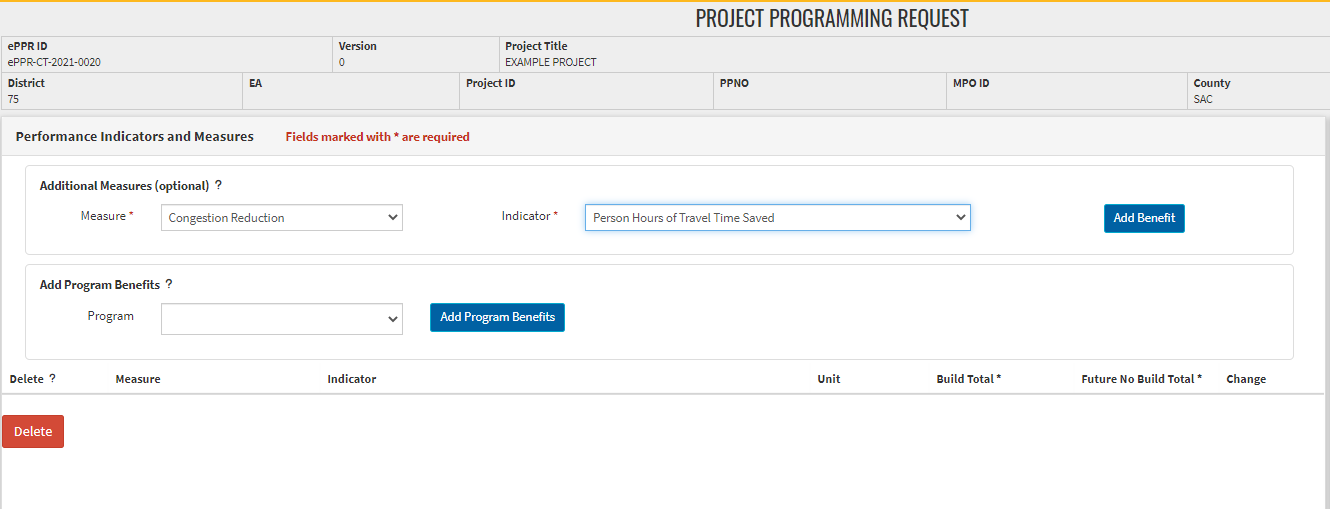 PROJECT PROGRAMMING REQUEST
ePPR ID Version Project Title
ePPR-CT-2021-0020 0 EXAMPLE PROJECT
District EA Project ID PPNO MPO ID County
75 SAC
Performance Indicators and Measures Fields marked with * are required
Additional Measures (optional) ?
Measure * Congestion Reduction Indicator * Person Hours of Travel Time Saved Add Benefit
Add Program Benefits ?
Program Add Program Benefits
Delete ? Measure Indicator Unit Build Total * Future No Build Total * Change
Delete